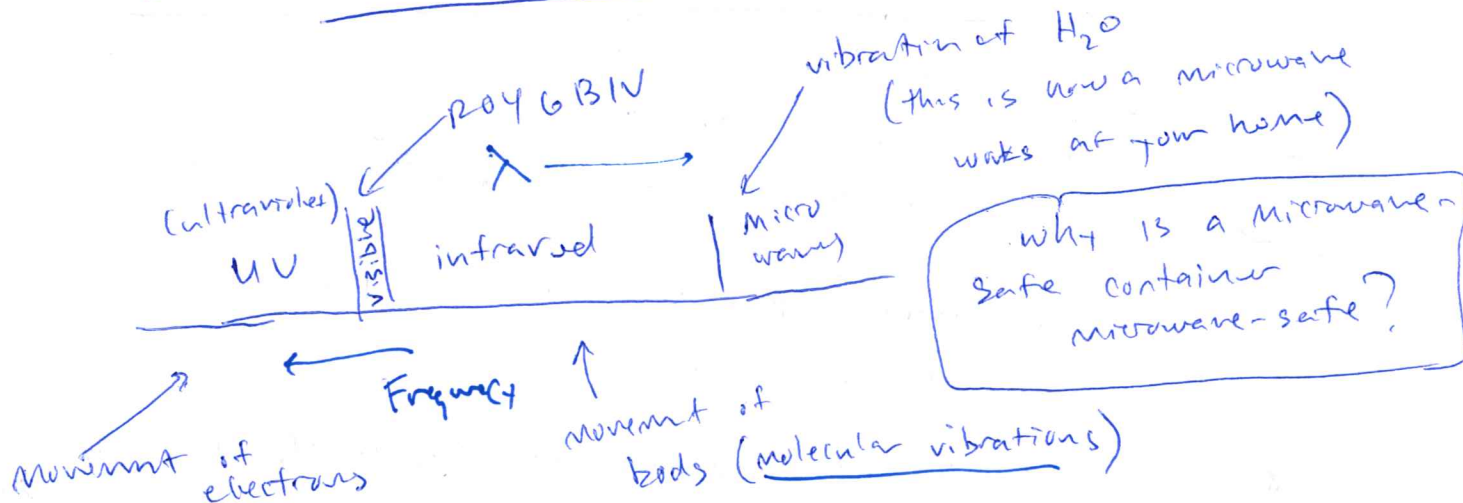 vibration of H₂O
(this is how a microwave
works at your home)
ROYGBIV
λ
(ultraviolet)
UV
visible
infrared
Micro
waves
why is a microwave-
safe container
microwave-safe?
Frequency
movement of
electrons
movement of
bods (molecular vibrations)